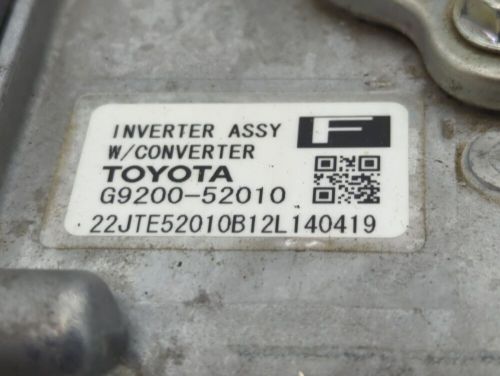 INVERTER ASSY F
W/CONVERTER
TOYOTA
G9200-52010
22JTE52010B12L140419